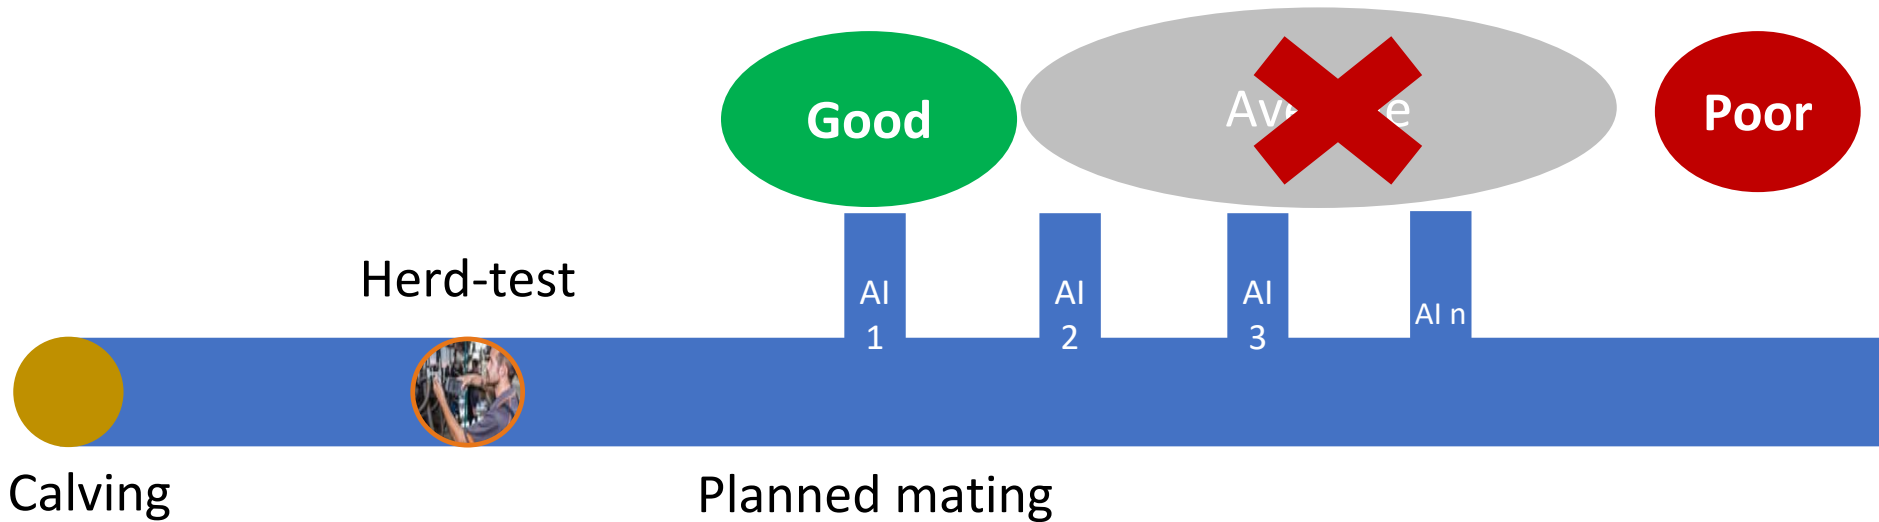 Good
Poor
Herd-test
AI
1
AI
2
AI
3
AI n
Calving
Planned mating